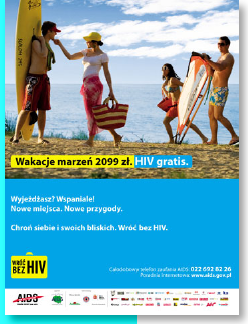 Wakacje marzeń 2099 zł. HIV gratis.
Wyjeżdżasz? Wspaniale!
Nowe miejsca. Nowe przygody.
Chroń siebie i swoich bliskich. Wróć bez HIV.
wróć
BEZ HIV
Całodobowy telefon zaufania AIDS: 022 692 82 26
Poradnia Internetowa: www.aids.gov.pl
AIDS